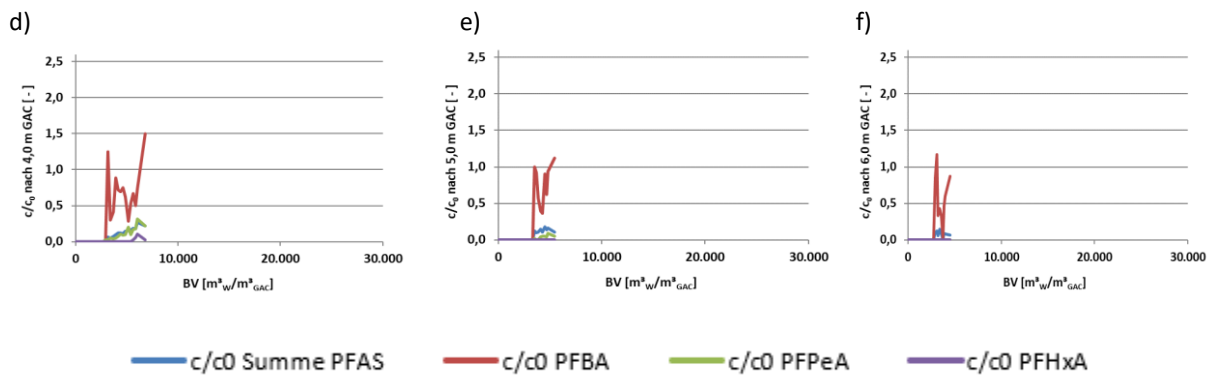 d)
2,5
2,0
1,5
1,0
0,5
0,0
c/c₀ nach 4,0 m GAC [ - ]
0
10.000
20.000
30.000
BV [m³W/m³GAC]
e)
2,5
2,0
1,5
1,0
0,5
0,0
c/c₀ nach 5,0 m GAC [ - ]
0
10.000
20.000
30.000
BV [m³W/m³GAC]
f)
2,5
2,0
1,5
1,0
0,5
0,0
c/c₀ nach 6,0 m GAC [ - ]
0
10.000
20.000
30.000
BV [m³W/m³GAC]
c/c0 Summe PFAS
c/c0 PFBA
c/c0 PFPeA
c/c0 PFHxA